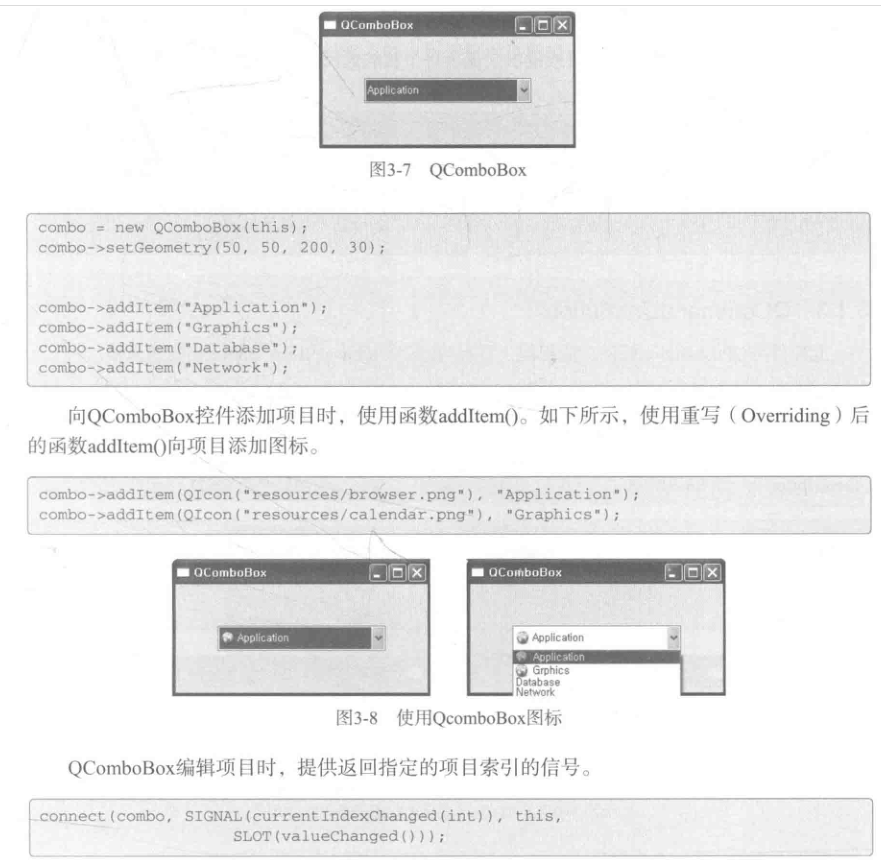 QComboBox
Application
图3-7 QComboBox
combo = new QComboBox(this);
combo->setGeometry(50, 50, 200, 30);
combo->addItem("Application");
combo->addItem("Graphics");
combo->addItem("Database");
combo->addItem("Network");
向QComboBox控件添加项目时，使用函数addItem()。如下所示，使用重写（Overriding）后
的函数addItem()向项目添加图标。
combo->addItem(QIcon("resources/browser.png"), "Application");
combo->addItem(QIcon("resources/calendar.png"), "Graphics");
QComboBox
Application
QComboBox
Application
Application
Grphics
Database
Network
图3-8 使用QcomboBox图标
QComboBox编辑项目时，提供返回指定的项目索引的信号。
connect(combo, SIGNAL(currentIndexChanged(int)), this,
SLOT(valueChanged()));